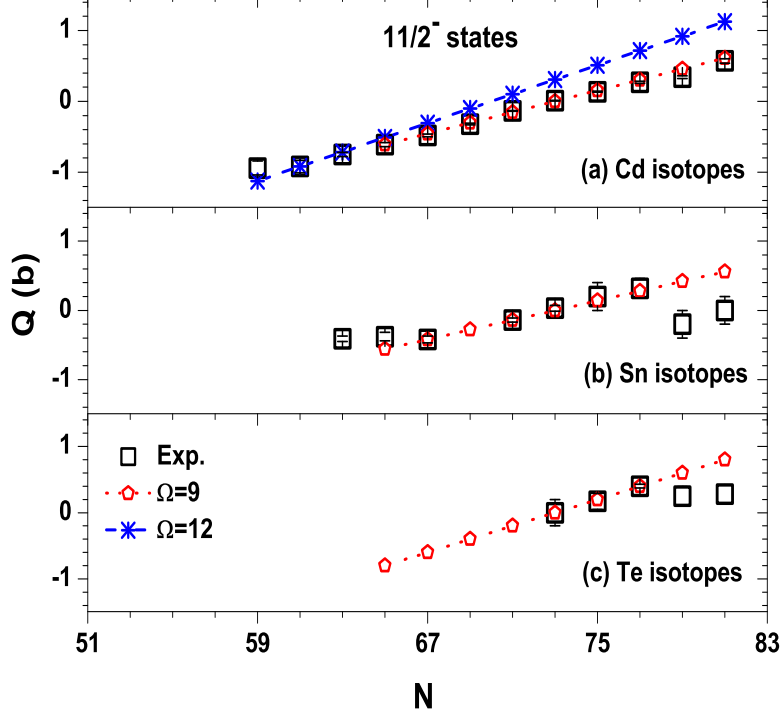 11/2⁻ states
1
0
-1
(a) Cd isotopes
Q (b)
1
0
-1
(b) Sn isotopes
1
0
-1
Exp.
Ω=9
Ω=12
(c) Te isotopes
51 59 67 75 83
N